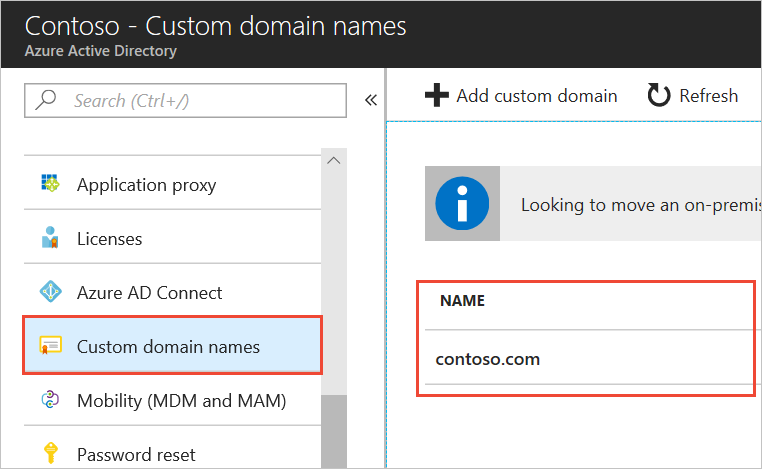 Contoso - Custom domain names
Azure Active Directory
Search (Ctrl+/)
«
Application proxy
Licenses
Azure AD Connect
Custom domain names
Mobility (MDM and MAM)
Password reset
Add custom domain
Refresh
Looking to move an on-premis
NAME
contoso.com